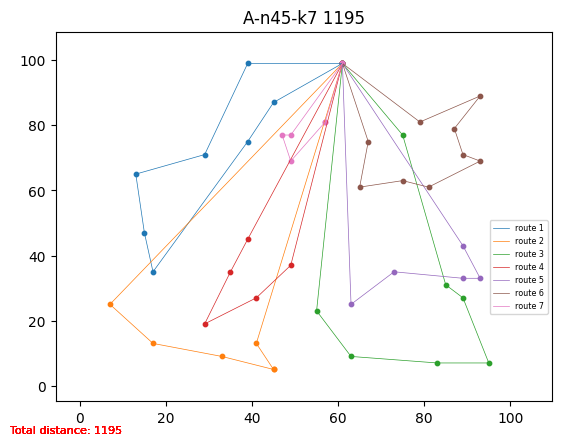 A-n45-k7 1195
100
80
60
40
20
0
0 20 40 60 80 100
route 1
route 2
route 3
route 4
route 5
route 6
route 7
Total distance: 1195